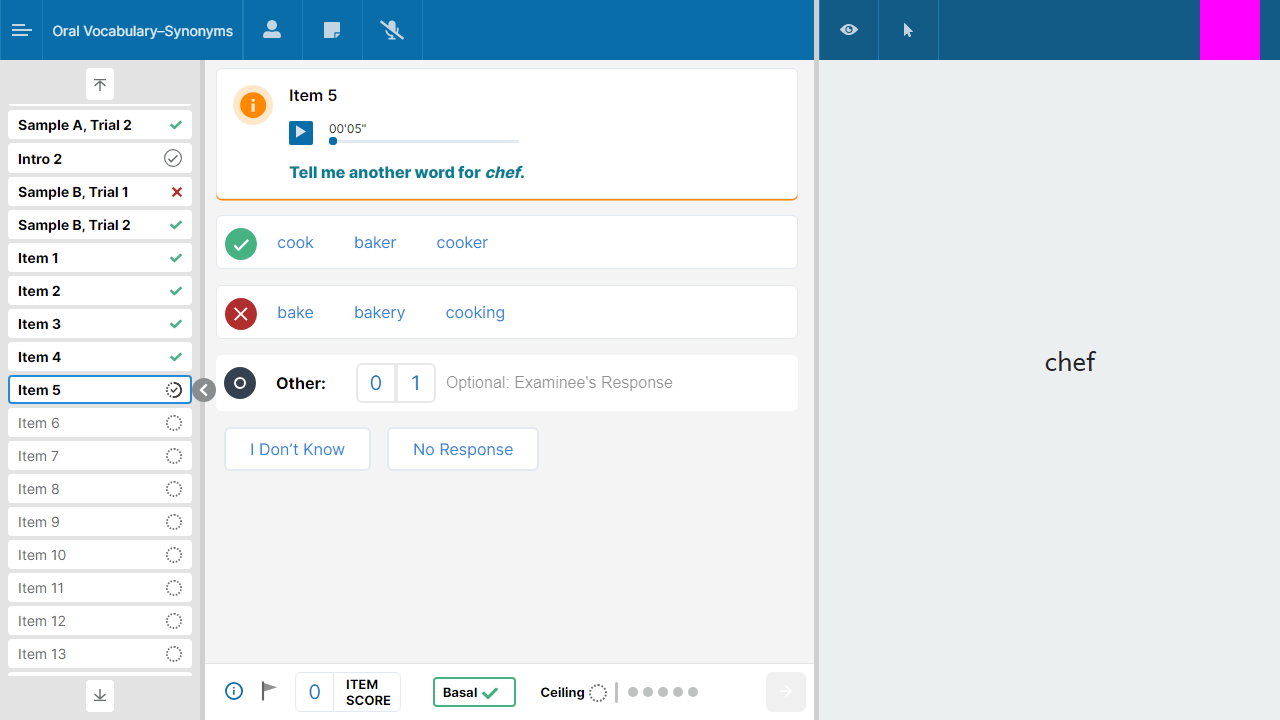 Oral Vocabulary–Synonyms
Sample A, Trial 2
Intro 2
Sample B, Trial 1
Sample B, Trial 2
Item 1
Item 2
Item 3
Item 4
Item 5
Item 6
Item 7
Item 8
Item 9
Item 10
Item 11
Item 12
Item 13
Item 5
00'05"
Tell me another word for chef.
cook baker cooker
bake bakery cooking
Other: 0 1 Optional: Examinee's Response
I Don't Know No Response
0 ITEM SCORE
Basal
Ceiling
chef